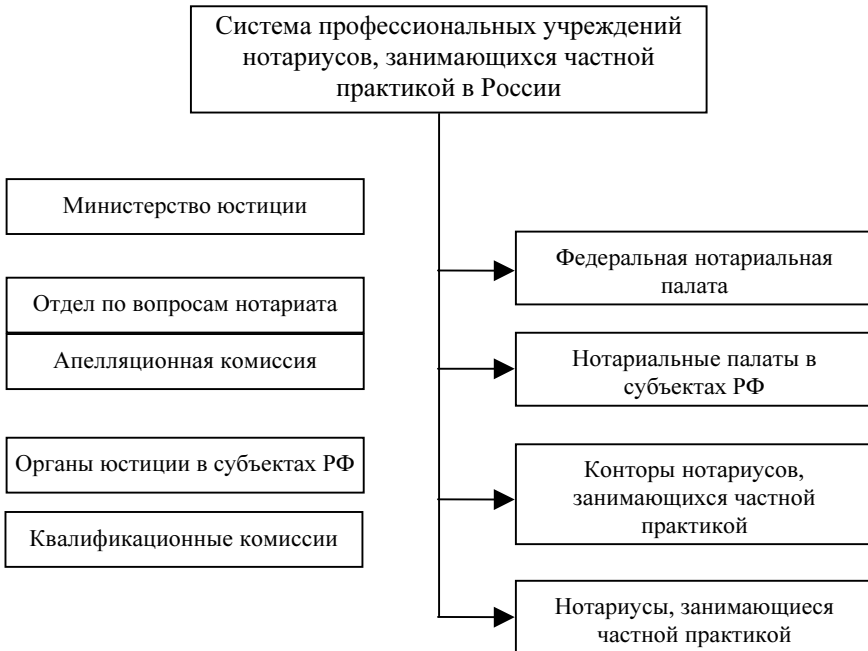 Система профессиональных учреждений
нотариусов, занимающихся частной
практикой в России
Министерство юстиции
Отдел по вопросам нотариата
Апелляционная комиссия
Органы юстиции в субъектах РФ
Квалификационные комиссии
Федеральная нотариальная
палата
Нотариальные палаты в
субъектах РФ
Конторы нотариусов,
занимающихся частной
практикой
Нотариусы, занимающиеся
частной практикой